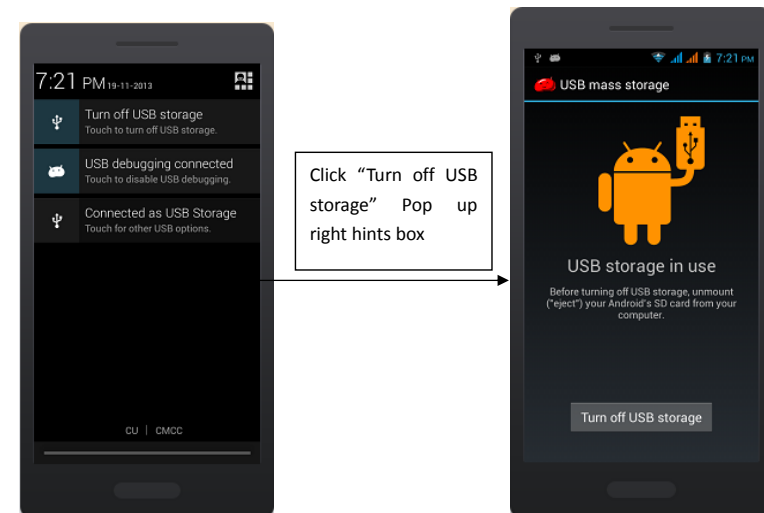 7:21 PM 19-11-2013
Turn off USB storage
Touch to turn off USB storage.
USB debugging connected
Touch to disable USB debugging.
Connected as USB Storage
Touch for other USB options.
CU | CMCC
Click “Turn off USB
storage” Pop up
right hints box
7:21 PM
USB mass storage
USB storage in use
Before turning off USB storage, unmount
("eject") your Android's SD card from your
computer.
Turn off USB storage